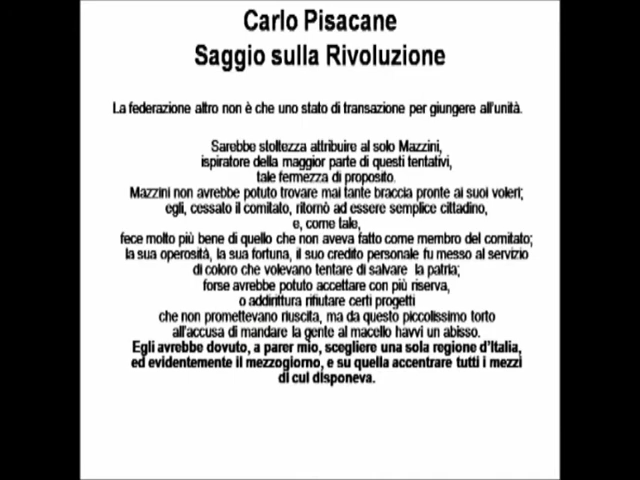 Carlo Pisacane
Saggio sulla Rivoluzione
La federazione altro non è che uno stato di transazione per giungere all'unità.
Sarebbe stoltezza attribuire al solo Mazzini,
ispiratore della maggior parte di questi tentativi,
tale fermezza di proposito.
Mazzini non avrebbe potuto trovare mai tante braccia pronte ai suoi voleri;
egli, cessato il comitato, ritornò ad essere semplice cittadino,
e, come tale,
fece molto più bene di quello che non aveva fatto come membro del comitato;
la sua operosità, la sua fortuna, il suo credito personale fu messo al servizio
di coloro che volevano tentare di salvare la patria;
forse avrebbe potuto accettare con più riserva,
o addirittura rifiutare certi progetti
che non promettevano riuscita, ma da questo piccolissimo torto
all'accusa di mandare la gente al macello havvi un abisso.
Egli avrebbe dovuto, a parer mio, scegliere una sola regione d'Italia,
ed evidentemente il mezzogiorno, e su quella accentrare tutti i mezzi
di cui disponeva.